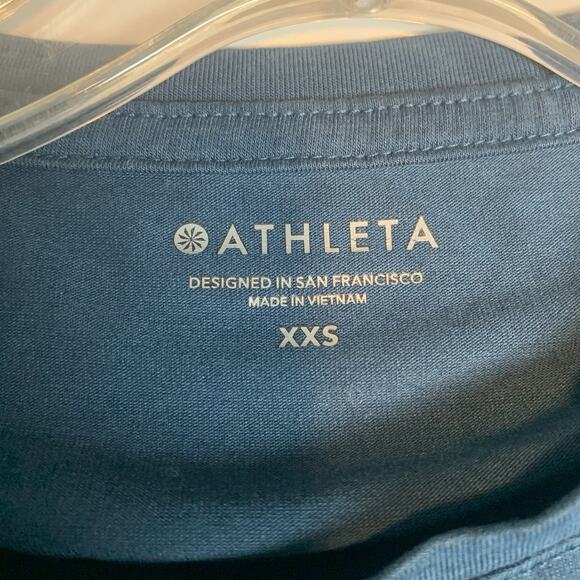 ATHLETA
DESIGNED IN SAN FRANCISCO
MADE IN VIETNAM
XXS